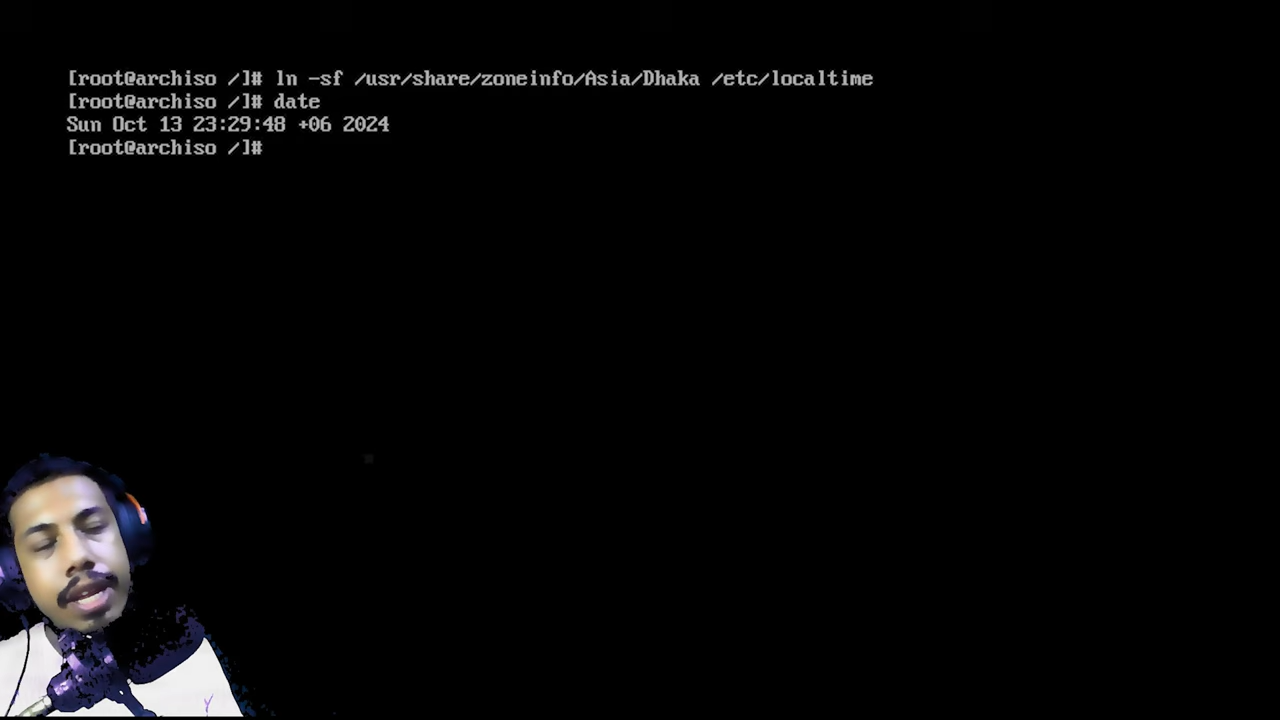 [root@archiso /]# ln -sf /usr/share/zoneinfo/Asia/Dhaka /etc/localtime
[root@archiso /]# date
Sun Oct 13 23:29:48 +06 2024
[root@archiso /]#